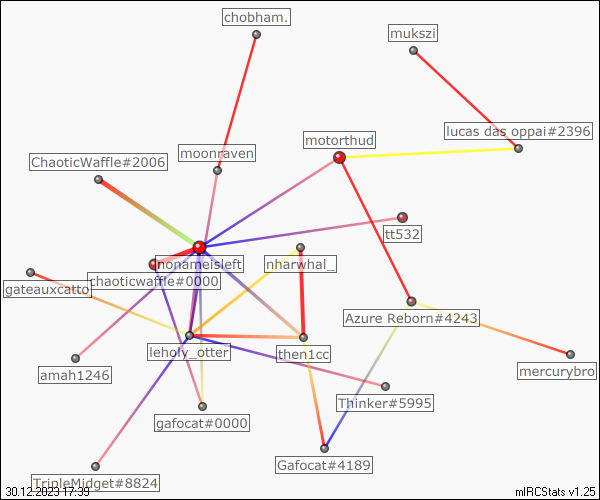 chobham.
mukszi
lucas das oppai#2396
motorthud
moonraven
ChaoticWaffle#2006
tt532
nonameisleft
nharwhal_
chaoticwaffle#0000
gateauxcatto
Azure Reborn#4243
leholy_otter
then1cc
mercurybro
amah1246
Thinker#5995
gafocat#0000
Gafocat#4189
TripleMidget#8824
30.12.2023 17:39
mIRCStats v1.25